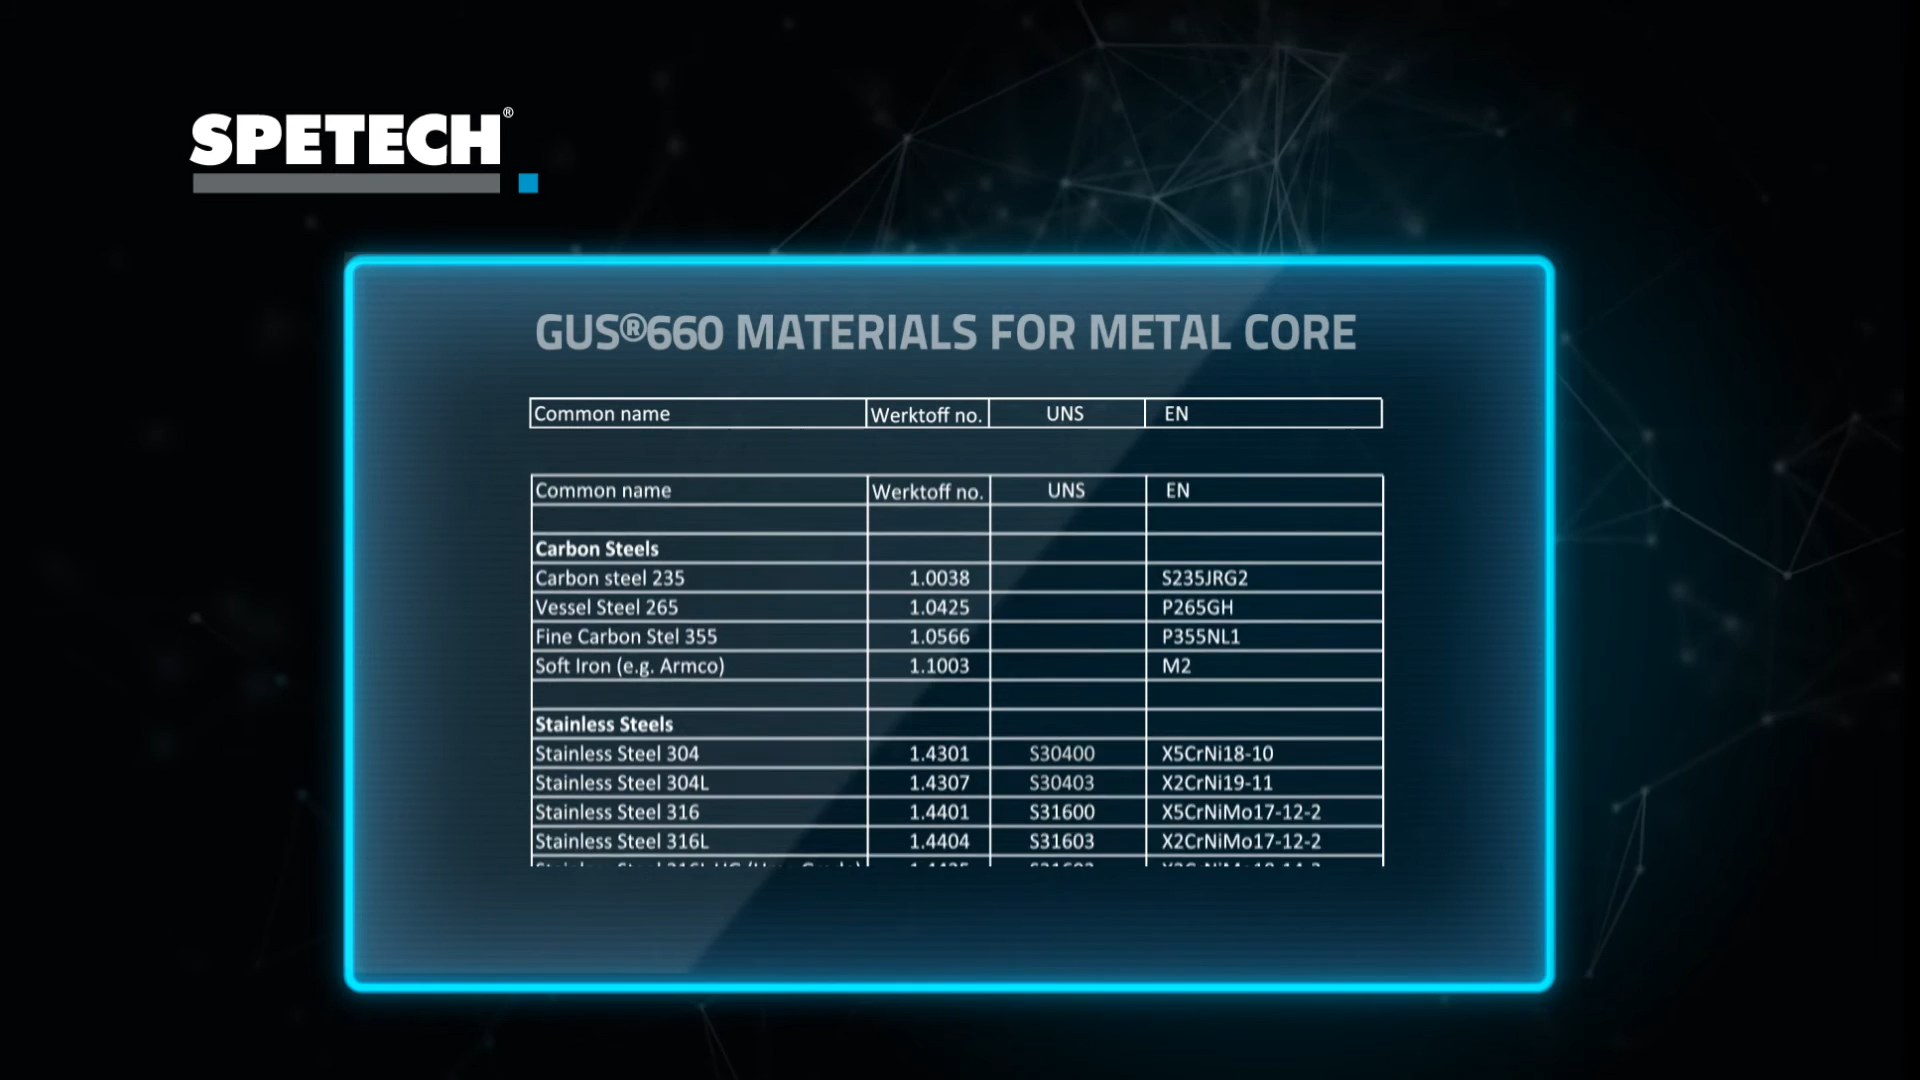 SPETECH®
GUS®660 MATERIALS FOR METAL CORE
Common name Werktoff no. UNS EN
Common name Werktoff no. UNS EN
Carbon Steels
Carbon steel 235 1.0038 S235JRG2
Vessel Steel 265 1.0425 P265GH
Fine Carbon Stel 355 1.0566 P355NL1
Soft Iron (e.g. Armco) 1.1003 M2
Stainless Steels
Stainless Steel 304 1.4301 S30400 X5CrNi18-10
Stainless Steel 304L 1.4307 S30403 X2CrNi19-11
Stainless Steel 316 1.4401 S31600 X5CrNiMo17-12-2
Stainless Steel 316L 1.4404 S31603 X2CrNiMo17-12-2